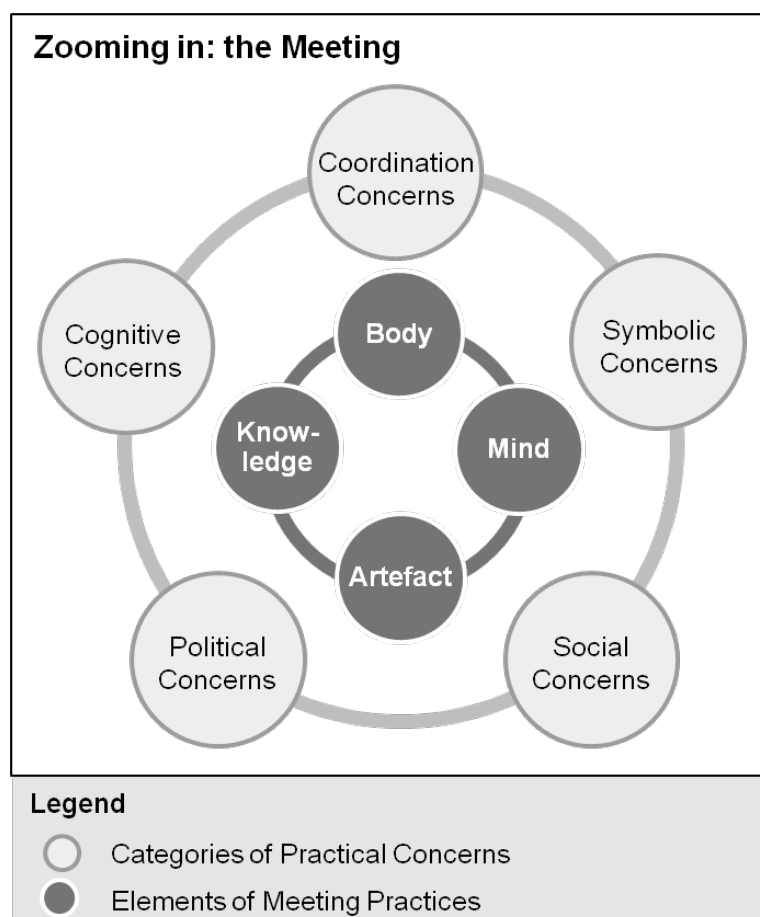 Zooming in: the Meeting
Coordination
Concerns
Cognitive
Concerns
Symbolic
Concerns
Body
Know-
ledge
Mind
Artefact
Political
Concerns
Social
Concerns
Legend
Categories of Practical Concerns
Elements of Meeting Practices